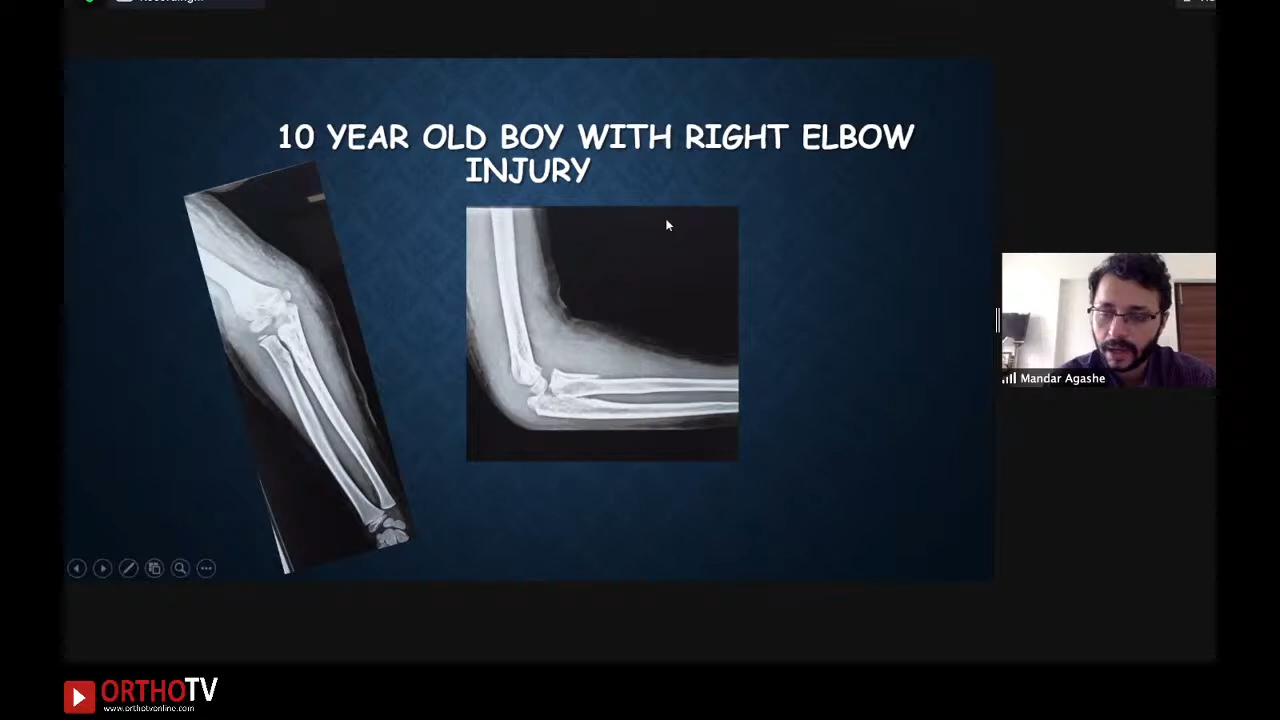 10 YEAR OLD BOY WITH RIGHT ELBOW
INJURY
Mandar Agashe
ORTHOTV
www.orthotvonline.com